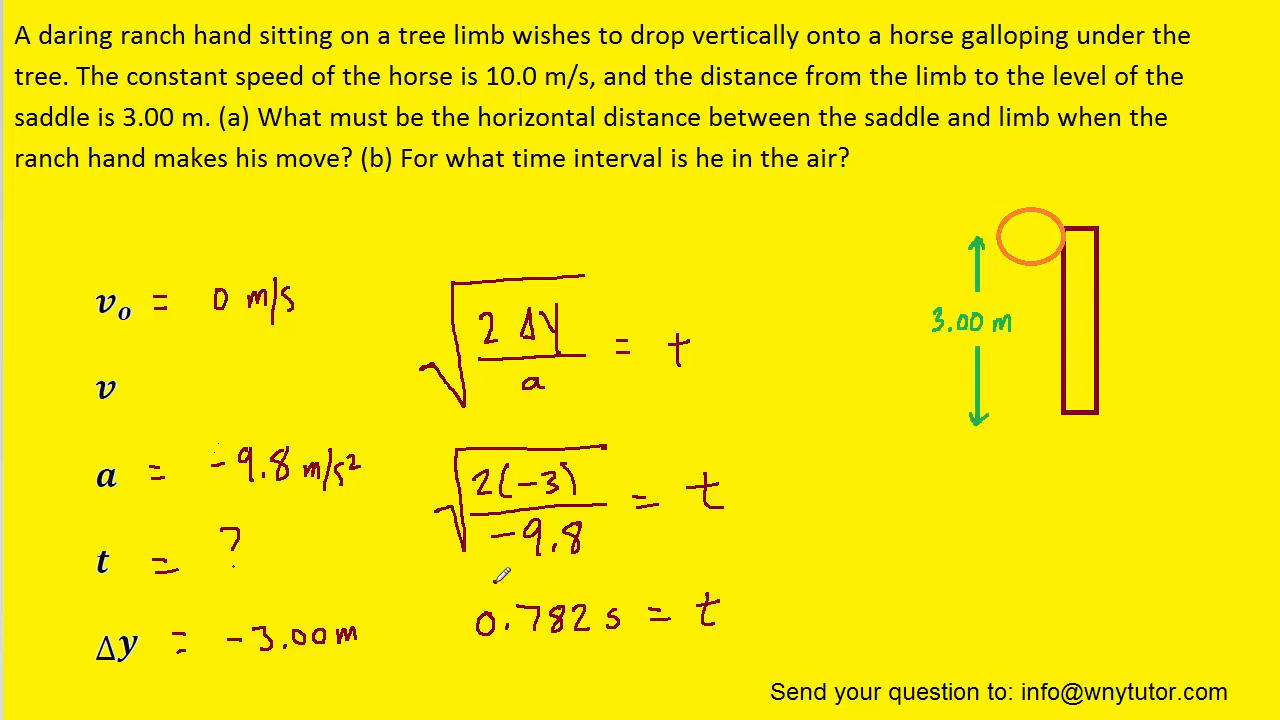 A daring ranch hand sitting on a tree limb wishes to drop vertically onto a horse galloping under the
tree. The constant speed of the horse is 10.0 m/s, and the distance from the limb to the level of the
saddle is 3.00 m. (a) What must be the horizontal distance between the saddle and limb when the
ranch hand makes his move? (b) For what time interval is he in the air?
v₀ = 0 m/s
v
a = -9.8 m/s²
t = ?
Δy = -3.00 m
√(2 Δy / a) = t
√(2(-3) / -9.8) = t
0.782 s = t
3.00 m
Send your question to: info@wnytutor.com